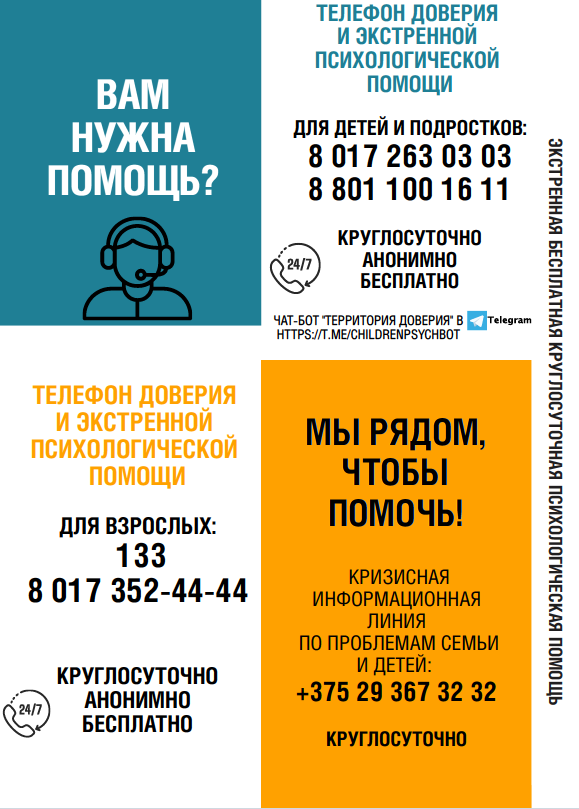 ВАМ
НУЖНА
ПОМОЩЬ?
ТЕЛЕФОН ДОВЕРИЯ
И ЭКСТРЕННОЙ
ПСИХОЛОГИЧЕСКОЙ
ПОМОЩИ
ДЛЯ ДЕТЕЙ И ПОДРОСТКОВ:
8 017 263 03 03
8 801 100 16 11
24/7
КРУГЛОСУТОЧНО
АНОНИМНО
БЕСПЛАТНО
ЧАТ-БОТ "ТЕРРИТОРИЯ ДОВЕРИЯ" В Telegram
HTTPS://T.ME/CHILDRENPSYCHBOT
ТЕЛЕФОН ДОВЕРИЯ
И ЭКСТРЕННОЙ
ПСИХОЛОГИЧЕСКОЙ
ПОМОЩИ
ДЛЯ ВЗРОСЛЫХ:
133
8 017 352-44-44
24/7
КРУГЛОСУТОЧНО
АНОНИМНО
БЕСПЛАТНО
МЫ РЯДОМ,
ЧТОБЫ
ПОМОЧЬ!
КРИЗИСНАЯ
ИНФОРМАЦИОННАЯ
ЛИНИЯ
ПО ПРОБЛЕМАМ СЕМЬИ
И ДЕТЕЙ:
+375 29 367 32 32
КРУГЛОСУТОЧНО
ЭКСТРЕННАЯ БЕСПЛАТНАЯ КРУГЛОСУТОЧНАЯ ПСИХОЛОГИЧЕСКАЯ ПОМОЩЬ